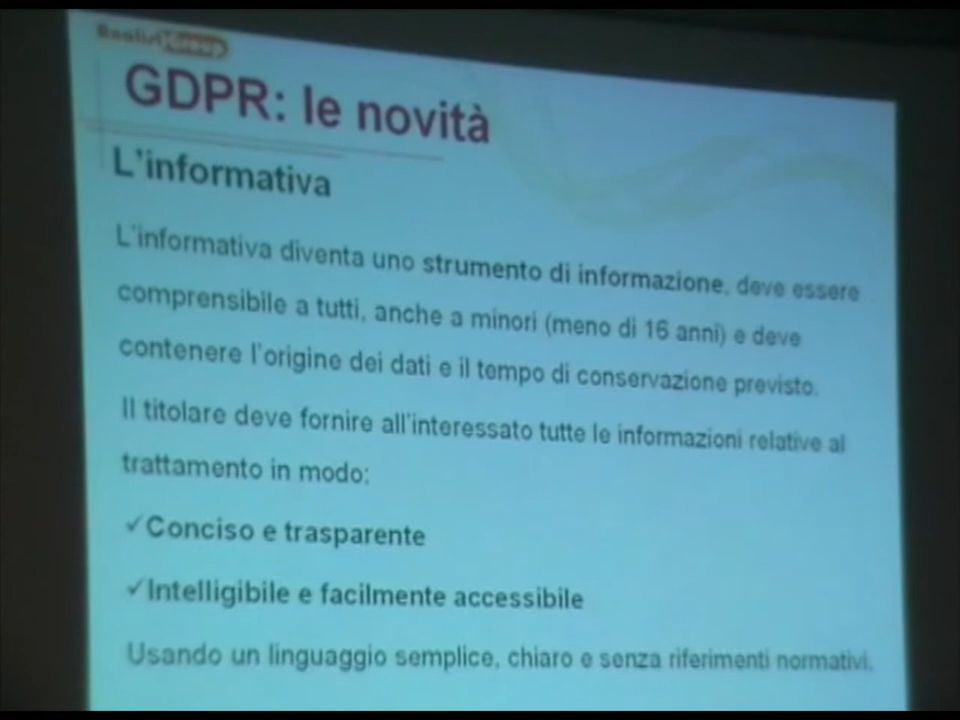 GDPR: le novità
L'informativa
L'informativa diventa uno strumento di informazione, deve essere
comprensibile a tutti, anche a minori (meno di 16 anni) e deve
contenere l'origine dei dati e il tempo di conservazione previsto.
Il titolare deve fornire all'interessato tutte le informazioni relative al
trattamento in modo:
✓Conciso e trasparente
✓Intelligibile e facilmente accessibile
Usando un linguaggio semplice, chiaro e senza riferimenti normativi.